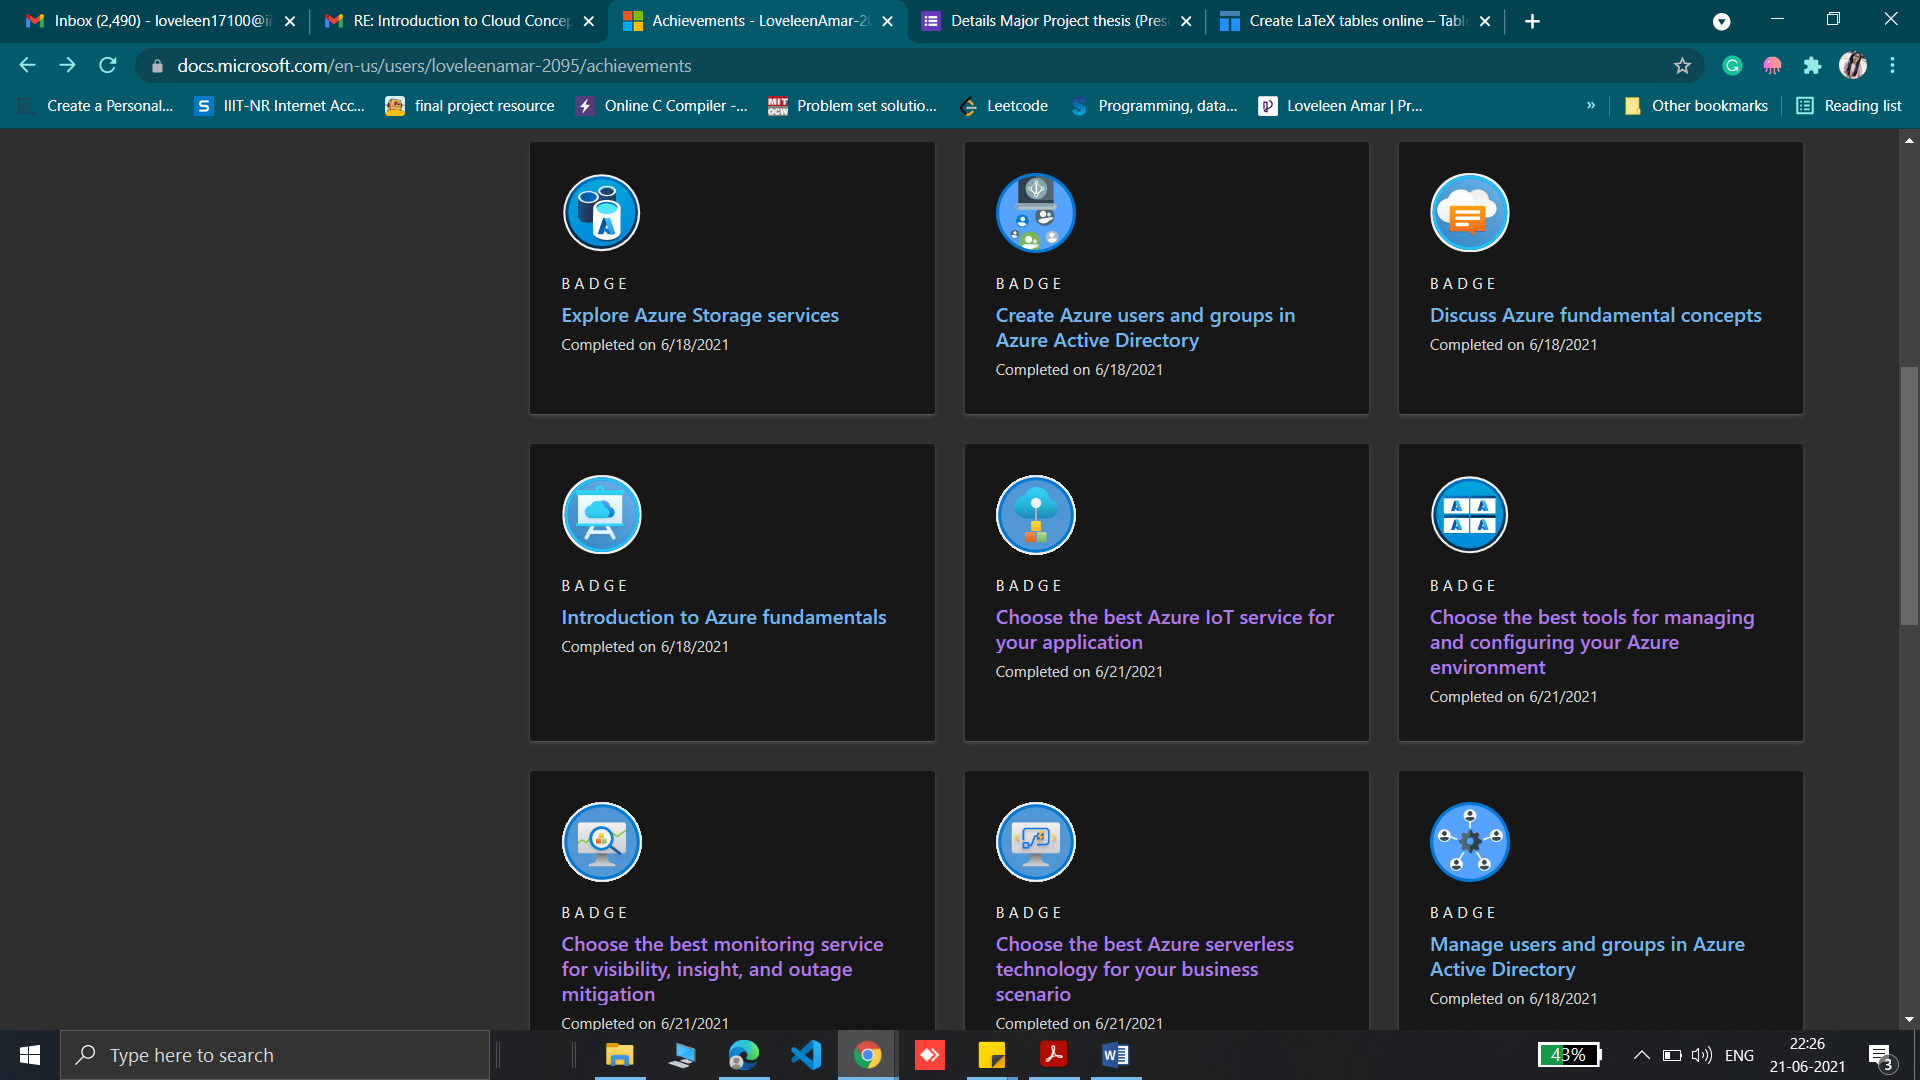 Inbox (2,490) - loveleen17100@ii
RE: Introduction to Cloud Concep
Achievements - LoveleenAmar-20
Details Major Project thesis (Pres
Create LaTeX tables online – Table
docs.microsoft.com/en-us/users/loveleenamar-2095/achievements
Create a Personal...
IIIT-NR Internet Acc...
final project resource
Online C Compiler -...
MIT
OCW
Problem set solutio...
Leetcode
Programming, data...
Loveleen Amar | Pr...
»
Other bookmarks
Reading list
BADGE
Explore Azure Storage services
Completed on 6/18/2021
BADGE
Create Azure users and groups in
Azure Active Directory
Completed on 6/18/2021
BADGE
Discuss Azure fundamental concepts
Completed on 6/18/2021
BADGE
Introduction to Azure fundamentals
Completed on 6/18/2021
BADGE
Choose the best Azure IoT service for
your application
Completed on 6/21/2021
BADGE
Choose the best tools for managing
and configuring your Azure
environment
Completed on 6/21/2021
BADGE
Choose the best monitoring service
for visibility, insight, and outage
mitigation
Completed on 6/21/2021
BADGE
Choose the best Azure serverless
technology for your business
scenario
Completed on 6/21/2021
BADGE
Manage users and groups in Azure
Active Directory
Completed on 6/18/2021
Type here to search
43%
ENG
22:26
21-06-2021
3